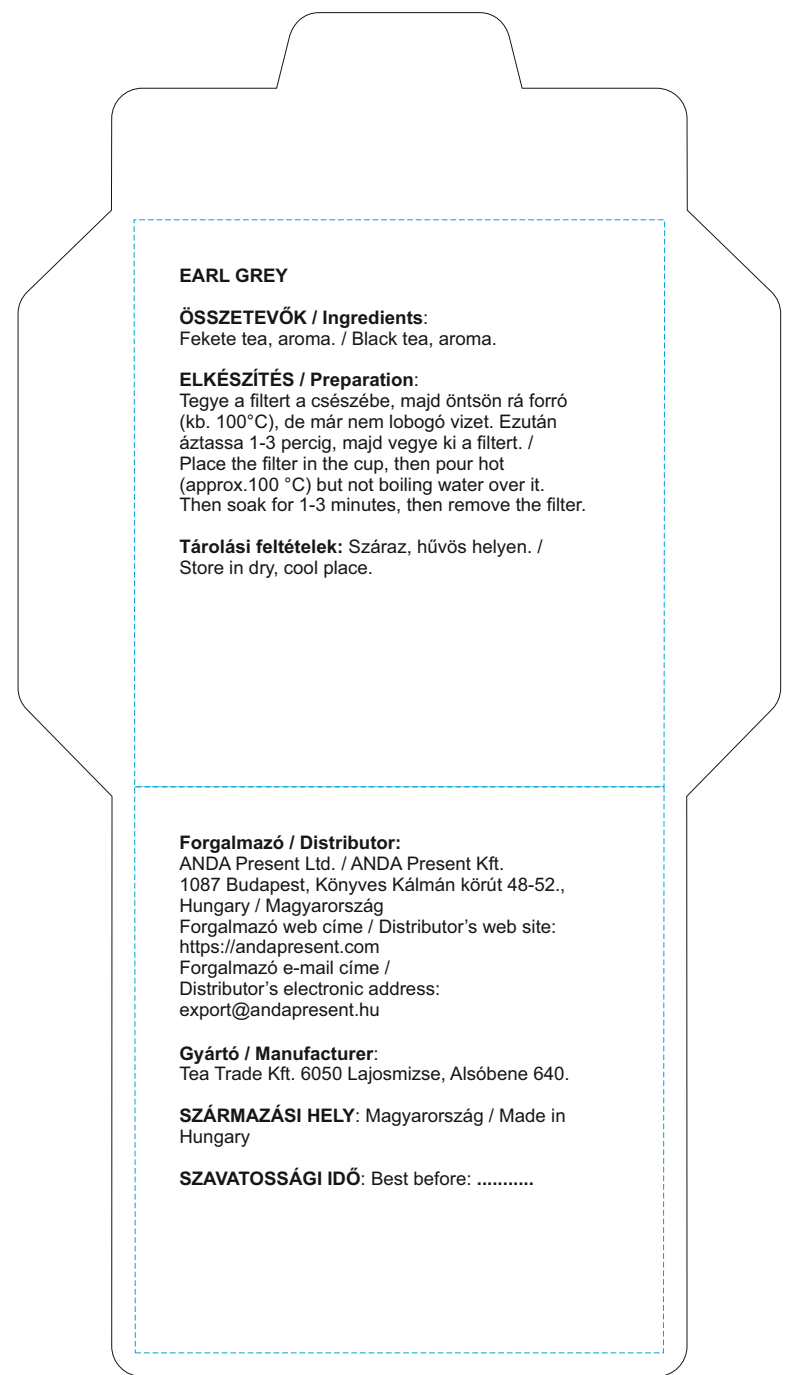 EARL GREY
ÖSSZETEVŐK / Ingredients:
Fekete tea, aroma. / Black tea, aroma.
ELKÉSZÍTÉS / Preparation:
Tegye a filtert a csészébe, majd öntsön rá forró
(kb. 100°C), de már nem lobogó vizet. Ezután
áztassa 1-3 percig, majd vegye ki a filtert. /
Place the filter in the cup, then pour hot
(approx.100 °C) but not boiling water over it.
Then soak for 1-3 minutes, then remove the filter.
Tárolási feltételek: Száraz, hűvös helyen. /
Store in dry, cool place.
Forgalmazó / Distributor:
ANDA Present Ltd. / ANDA Present Kft.
1087 Budapest, Könyves Kálmán körút 48-52.,
Hungary / Magyarország
Forgalmazó web címe / Distributor’s web site:
https://andapresent.com
Forgalmazó e-mail címe /
Distributor’s electronic address:
export@andapresent.hu
Gyártó / Manufacturer:
Tea Trade Kft. 6050 Lajosmizse, Alsóbene 640.
SZÁRMAZÁSI HELY: Magyarország / Made in
Hungary
SZAVATOSSÁGI IDŐ: Best before: ...........